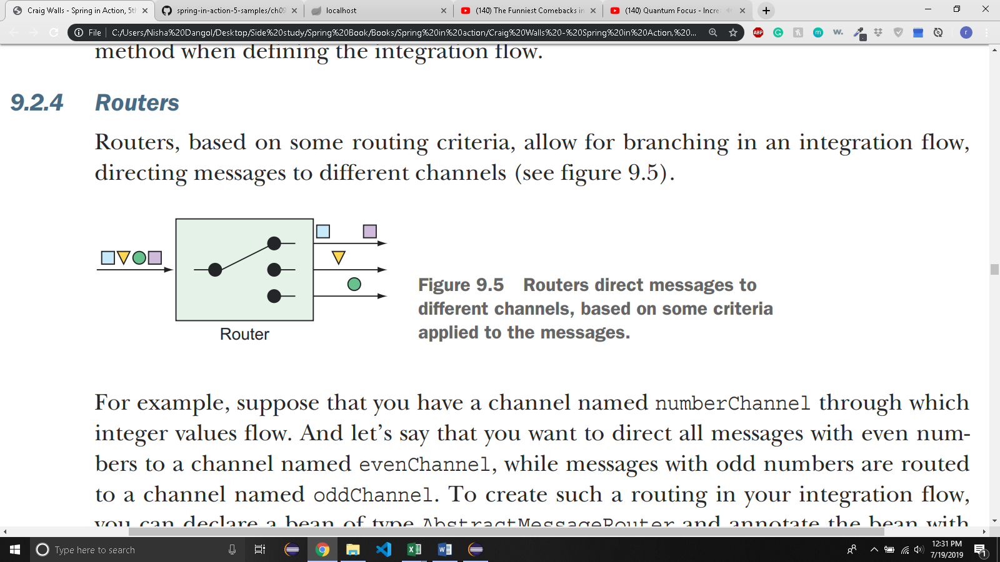 Craig Walls - Spring in Action, 5th
spring-in-action-5-samples/ch09
localhost
(140) The Funniest Comebacks in
(140) Quantum Focus - Incre
File
C:/Users/Nisha%20Dangol/Desktop/Side%20study/Spring%20Book/Books/Spring%20in%20action/Craig%20Walls%20-%20Spring%20in%20Action,%20...
ABP
method when defining the integration flow.
9.2.4 Routers
Routers, based on some routing criteria, allow for branching in an integration flow,
directing messages to different channels (see figure 9.5).
Router
Figure 9.5 Routers direct messages to
different channels, based on some criteria
applied to the messages.
For example, suppose that you have a channel named numberChannel through which
integer values flow. And let’s say that you want to direct all messages with even num-
bers to a channel named evenChannel, while messages with odd numbers are routed
to a channel named oddChannel. To create such a routing in your integration flow,
you can declare a bean of type AbstractMessageRouter and annotate the bean with
Type here to search
12:31 PM
7/19/2019
1